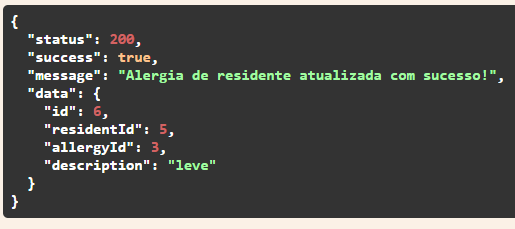 {
  "status": 200,
  "success": true,
  "message": "Alergia de residente atualizada com sucesso!",
  "data": {
    "id": 6,
    "residentId": 5,
    "allergyId": 3,
    "description": "leve"
  }
}